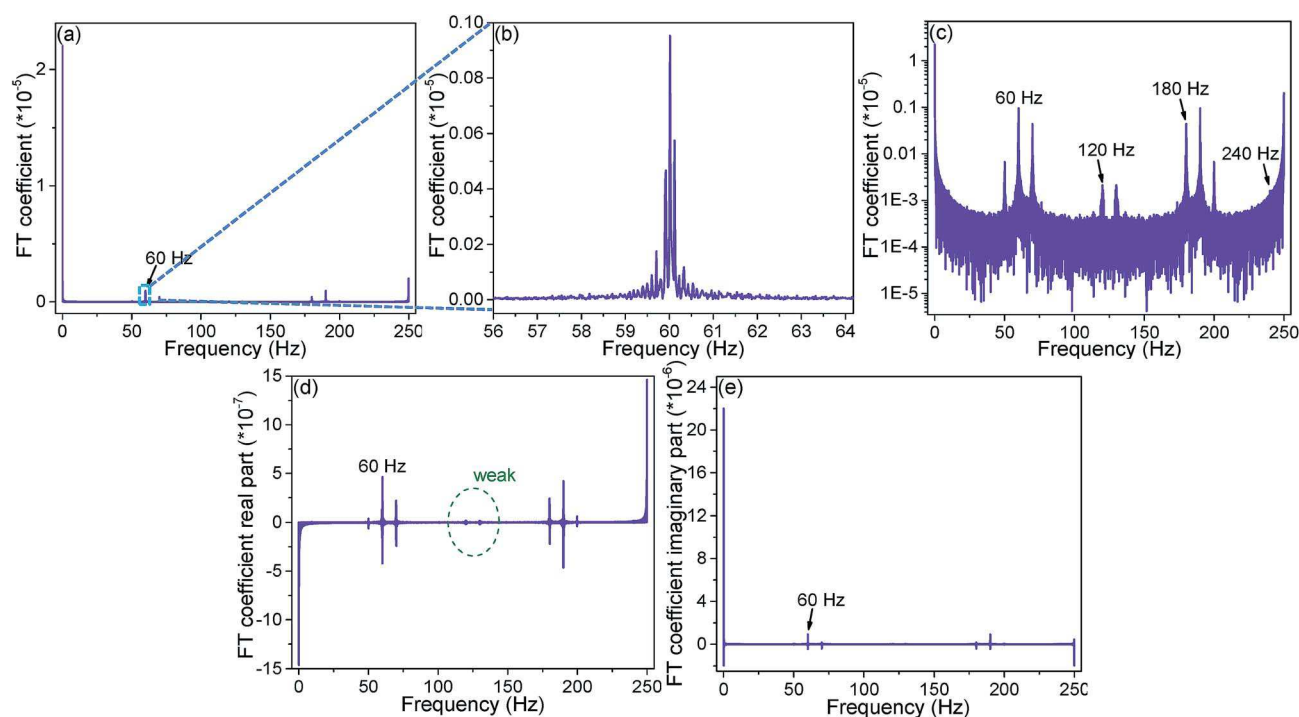 (a)
FT coefficient (*10⁻⁵)
2
1
0
60 Hz
0 50 100 150 200 250
Frequency (Hz)
(b)
FT coefficient (*10⁻⁵)
0.10
0.08
0.06
0.04
0.02
0.00
56 57 58 59 60 61 62 63 64
Frequency (Hz)
(c)
FT coefficient (*10⁻⁵)
1
0.1
0.01
1E-3
1E-4
1E-5
60 Hz
120 Hz
180 Hz
240 Hz
0 50 100 150 200 250
Frequency (Hz)
(d)
FT coefficient real part (*10⁻⁷)
15
10
5
0
-5
-10
-15
60 Hz
weak
0 50 100 150 200 250
Frequency (Hz)
(e)
FT coefficient imaginary part (*10⁻⁶)
24
20
16
12
8
4
0
60 Hz
0 50 100 150 200 250
Frequency (Hz)